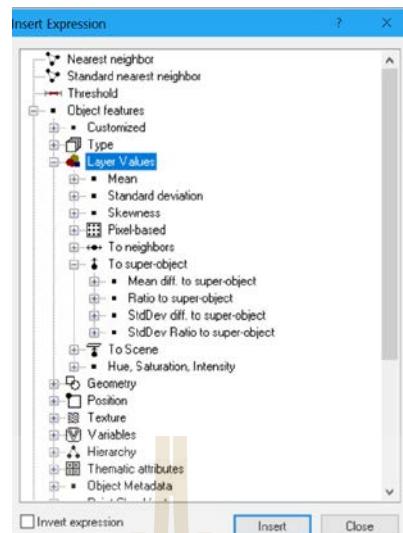 Insert Expression ? ×
Nearest neighbor
Standard nearest neighbor
Threshold
Object features
Customized
Type
Layer Values
Mean
Standard deviation
Skewness
Pixel-based
To neighbors
To super-object
Mean diff. to super-object
Ratio to super-object
StdDev diff. to super-object
StdDev Ratio to super-object
To Scene
Hue, Saturation, Intensity
Geometry
Position
Texture
Variables
Hierarchy
Thematic attributes
Object Metadata
Invert expression
Insert
Close